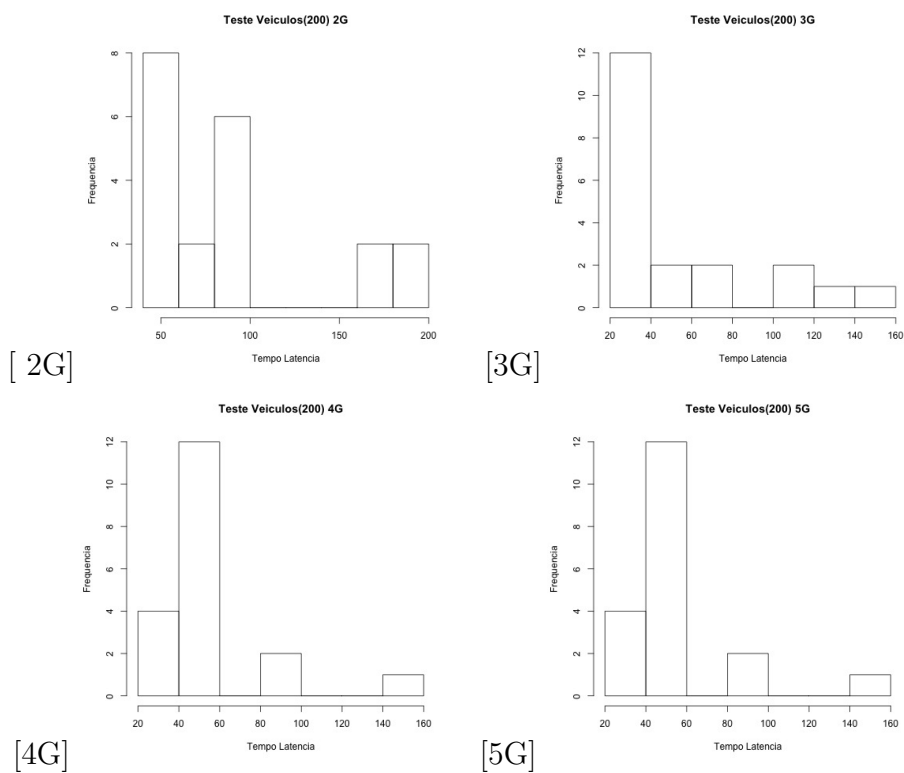 Teste Veiculos(200) 2G
Frequencia
0 2 4 6 8
50 100 150 200
Tempo Latencia
[ 2G]
Teste Veiculos(200) 3G
Frequencia
0 2 4 6 8 10 12
20 40 60 80 100 120 140 160
Tempo Latencia
[3G]
Teste Veiculos(200) 4G
Frequencia
0 2 4 6 8 10 12
20 40 60 80 100 120 140 160
Tempo Latencia
[4G]
Teste Veiculos(200) 5G
Frequencia
0 2 4 6 8 10 12
20 40 60 80 100 120 140 160
Tempo Latencia
[5G]